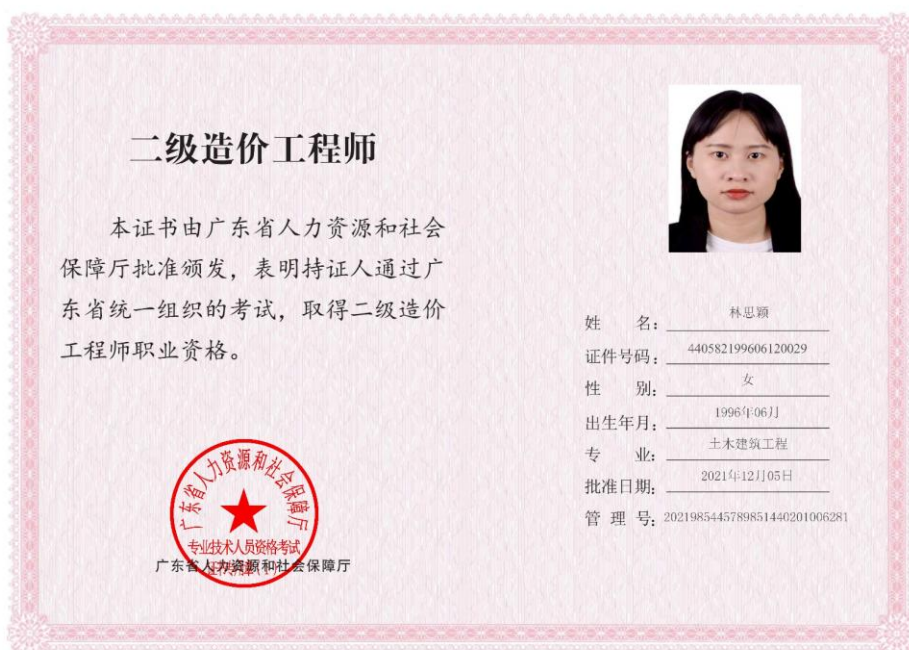 二级造价工程师
本证书由广东省人力资源和社会
保障厅批准颁发，表明持证人通过广
东省统一组织的考试，取得二级造价
工程师职业资格。
广东省人力资源和社会保障厅
专业技术人员资格考试
广东省人力资源和社会保障厅
姓 名：林思颖
证件号码：440582199606120029
性 别：女
出生年月：1996年06月
专 业：土木建筑工程
批准日期：2021年12月05日
管 理 号：2021985445789851440201006281